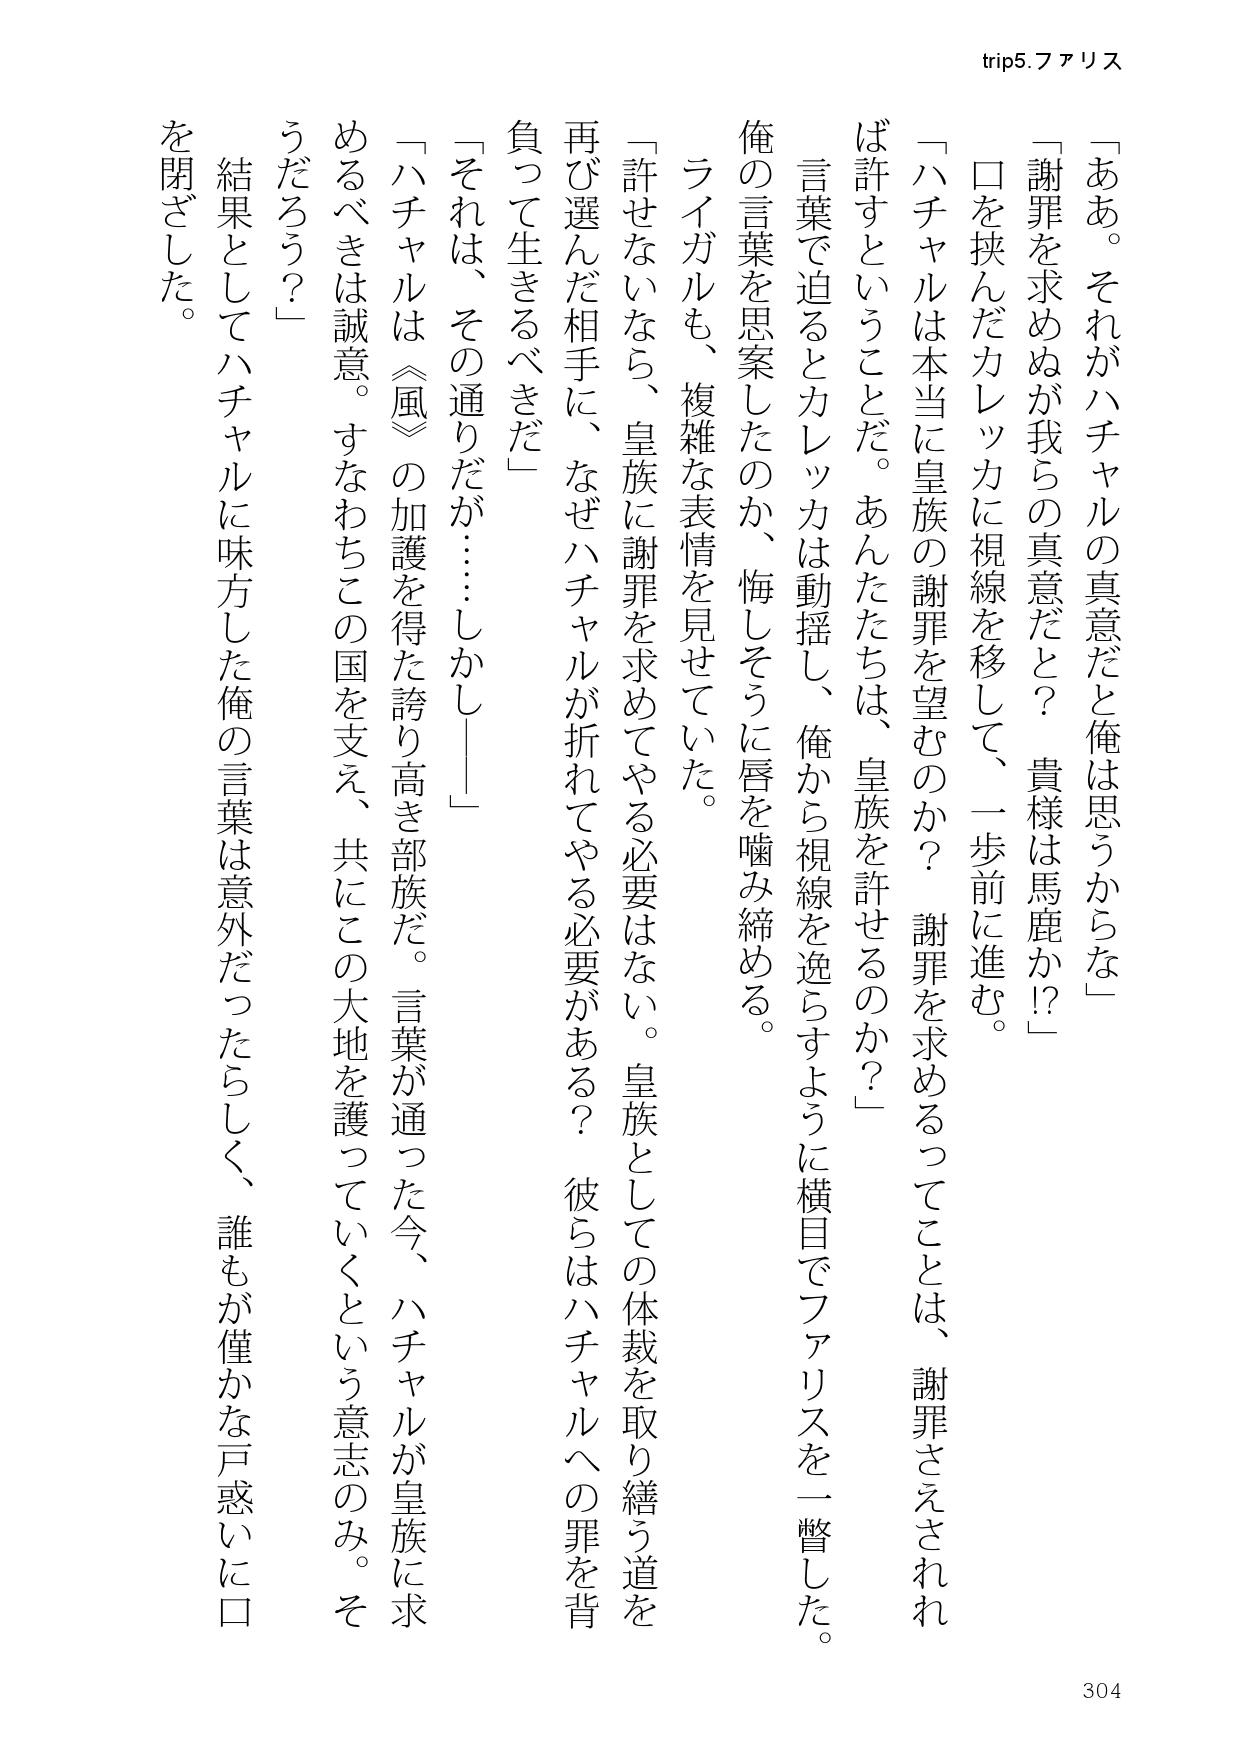 trip5.ファリス
「ああ。それがハチャルの真意だと俺は思うからな」
「謝罪を求めぬが我らの真意だと？　貴様は馬鹿か!?」
　口を挟んだカレッカに視線を移して、一歩前に進む。
「ハチャルは本当に皇族の謝罪を望むのか？　謝罪を求めるってことは、謝罪さえされれ
ば許すということだ。あんたたちは、皇族を許せるのか？」
　言葉で迫るとカレッカは動揺し、俺から視線を逸らすように横目でファリスを一瞥した。
俺の言葉を思案したのか、悔しそうに唇を噛み締める。
　ライガルも、複雑な表情を見せていた。
「許せないなら、皇族に謝罪を求めてやる必要はない。皇族としての体裁を取り繕う道を
再び選んだ相手に、なぜハチャルが折れてやる必要がある？　彼らはハチャルへの罪を背
負って生きるべきだ」
「それは、その通りだが……しかし――」
「ハチャルは《風》の加護を得た誇り高き部族だ。言葉が通った今、ハチャルが皇族に求
めるべきは誠意。すなわちこの国を支え、共にこの大地を護っていくという意志のみ。そ
うだろう？」
　結果としてハチャルに味方した俺の言葉は意外だったらしく、誰もが僅かな戸惑いに口
を閉ざした。
304